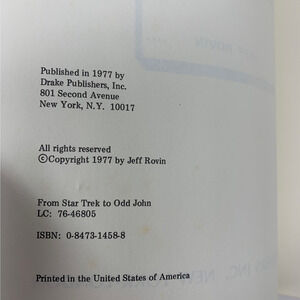 Published in 1977 by
Drake Publishers, Inc.
801 Second Avenue
New York, N.Y. 10017
All rights reserved
©Copyright 1977 by Jeff Rovin
From Star Trek to Odd John
LC: 76-46805
ISBN: 0-8473-1458-8
Printed in the United States of America